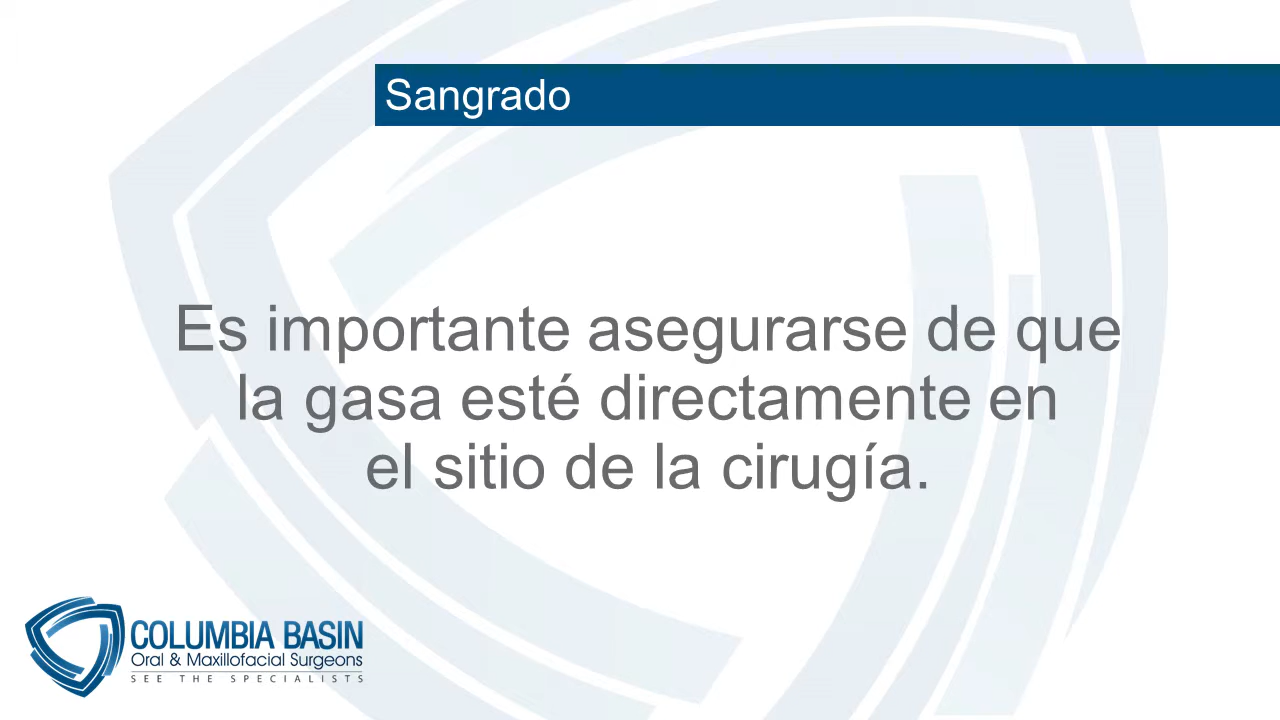 Sangrado
Es importante asegurarse de que
la gasa esté directamente en
el sitio de la cirugía.
COLUMBIA BASIN
Oral & Maxillofacial Surgeons
SEE THE SPECIALISTS